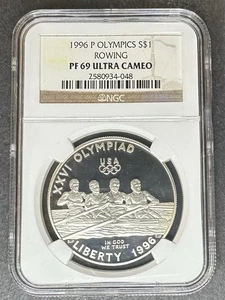 1996 P OLYMPICS S$1
ROWING
PF 69 ULTRA CAMEO
2580934-048
NGC
XXVI OLYMPIAD
USA
IN GOD
WE TRUST
LIBERTY 1996